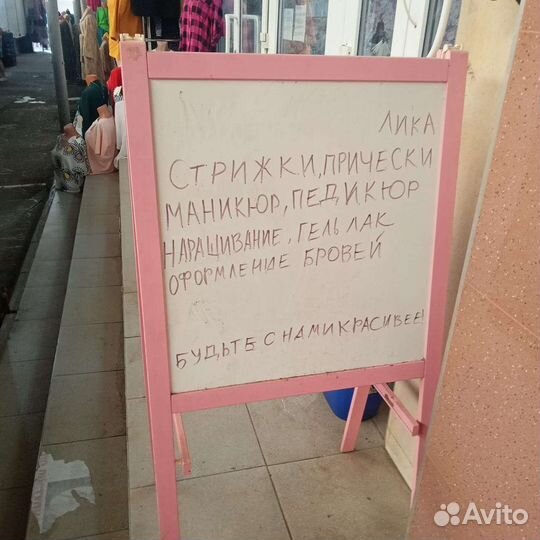 ЛИКА
СТРИЖКИ, ПРИЧЕСКИ
МАНИКЮР, ПЕДИКЮР
НАРАЩИВАНИЕ, ГЕЛЬ ЛАК
ОФОРМЛЕНИЕ БРОВЕЙ
БУДЬТЕ С НАМИ КРАСИВЕЕ!
Avito